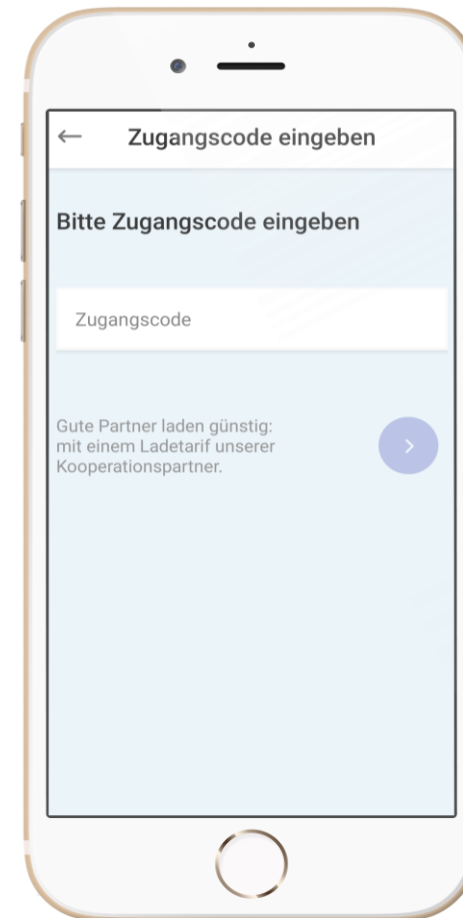 Zugangscode eingeben
Bitte Zugangscode eingeben
Zugangscode
Gute Partner laden günstig:
mit einem Ladetarif unserer
Kooperationspartner.